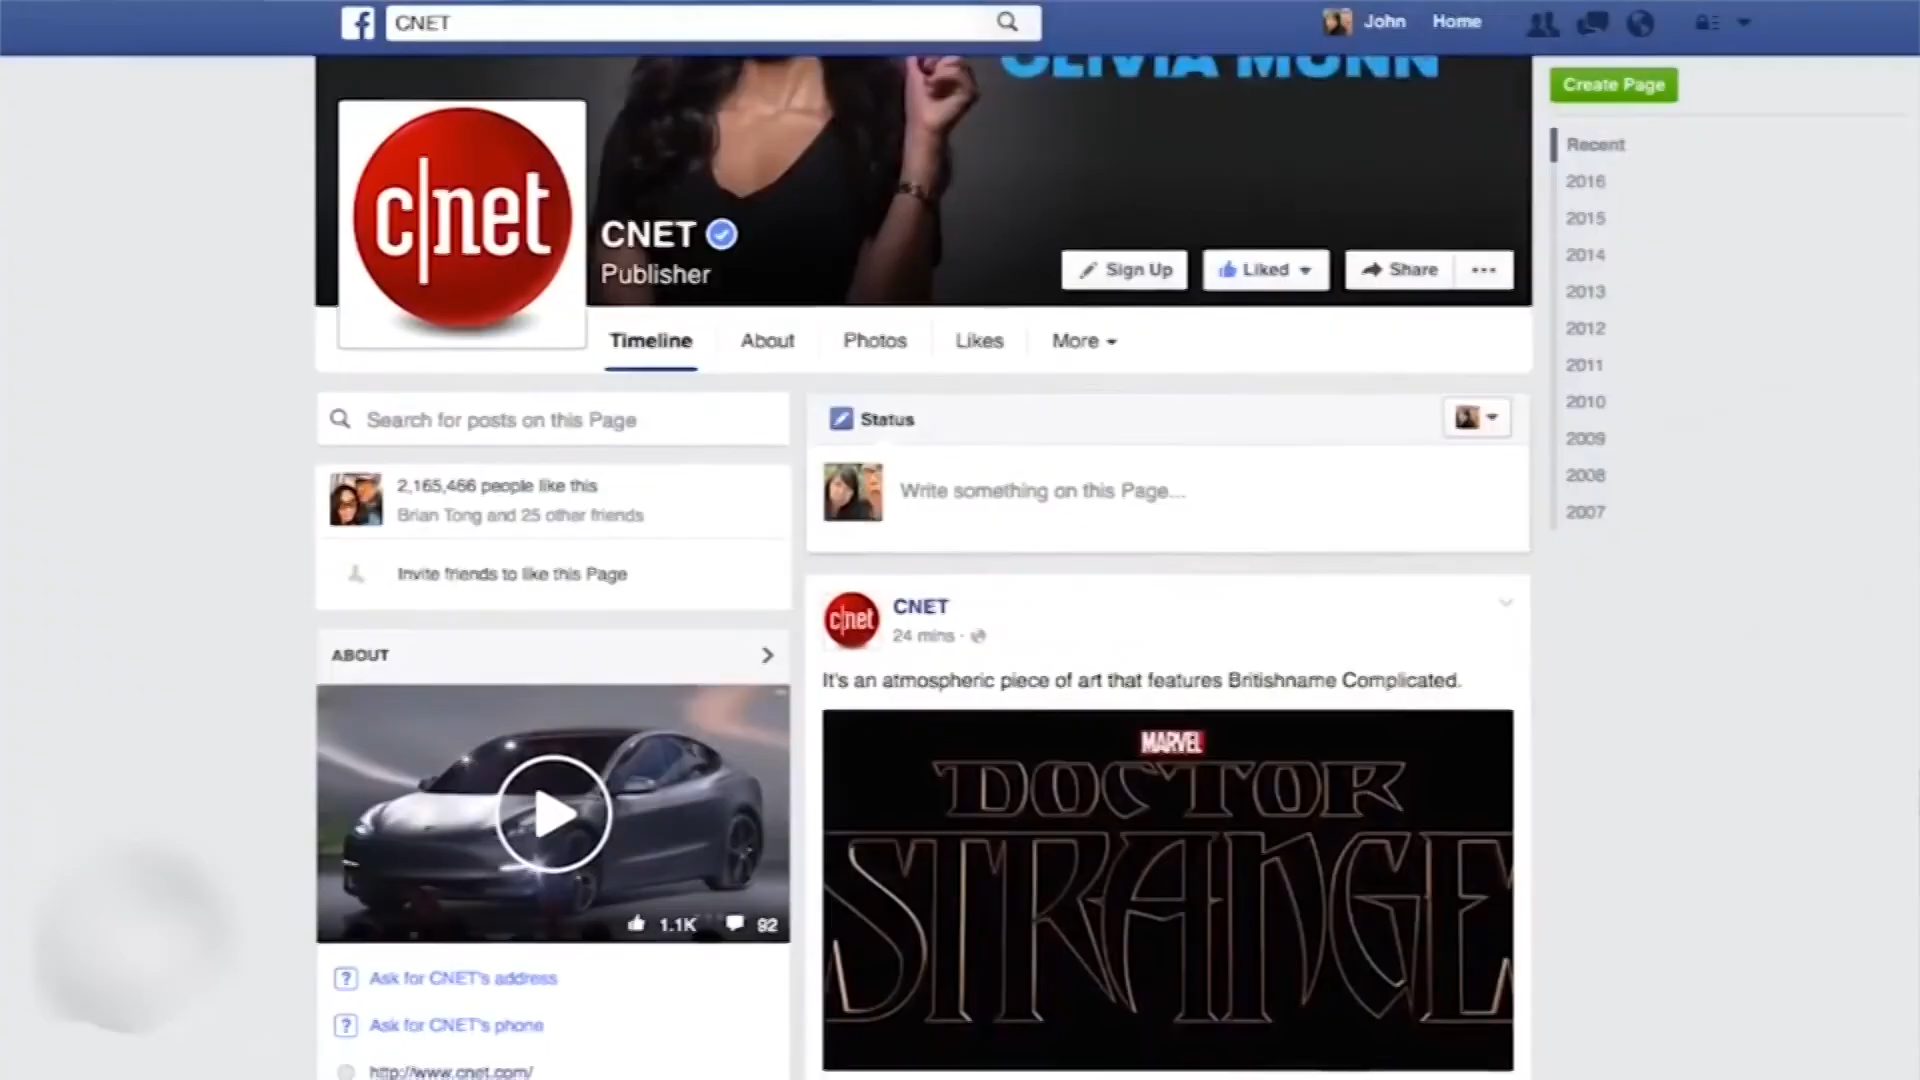 CNET
John
Home
OLIVIA MUNN
Create Page
c|net
CNET
Publisher
Sign Up
Liked
Share
Timeline
About
Photos
Likes
More
Recent
2016
2015
2014
2013
2012
2011
2010
2009
2008
2007
Search for posts on this Page
2,165,466 people like this
Brian Tong and 25 other friends
Invite friends to like this Page
ABOUT
1.1K
92
? Ask for CNET's address
? Ask for CNET's phone
http://www.cnet.com/
Status
Write something on this Page...
c|net
CNET
24 mins ·
It's an atmospheric piece of art that features Britishname Complicated.
MARVEL
DOCTOR
STRANGE